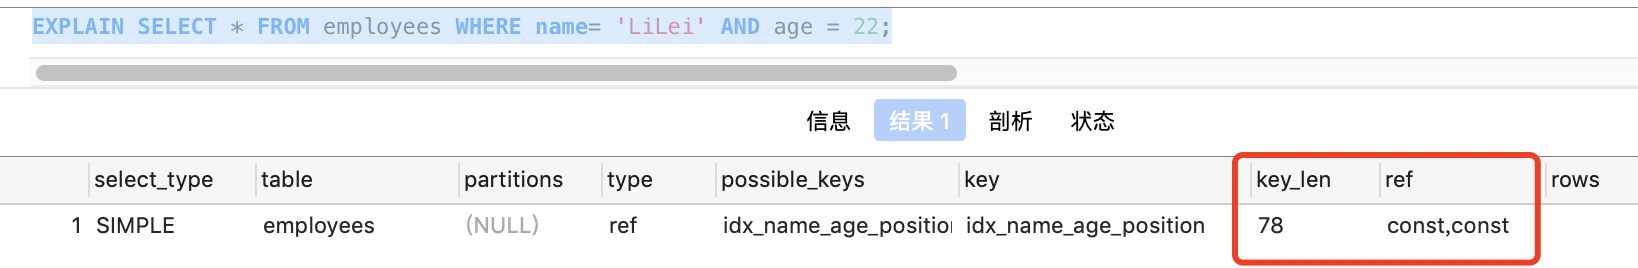 EXPLAIN SELECT * FROM employees WHERE name= 'LiLei' AND age = 22;
信息 结果 1 剖析 状态
select_type table partitions type possible_keys key key_len ref rows
1 SIMPLE employees (NULL) ref idx_name_age_position idx_name_age_position 78 const,const